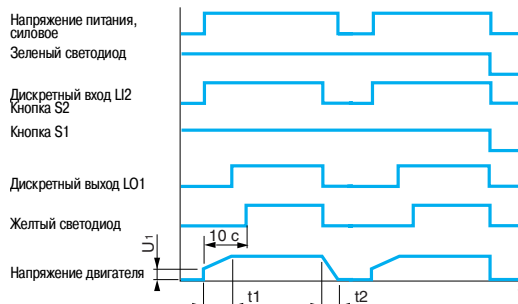 Напряжение питания,
силовое
Зеленый светодиод
Дискретный вход LI2
Кнопка S2
Кнопка S1
Дискретный выход LO1
Желтый светодиод
10 с
U1
Напряжение двигателя
t1 t2